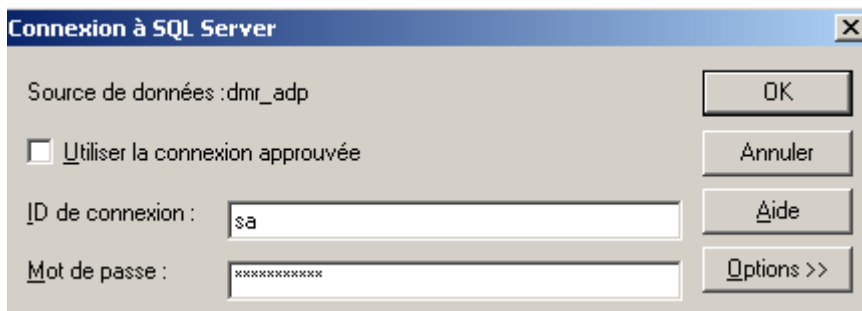 Connexion à SQL Server
Source de données :dmr_adp
OK
Utiliser la connexion approuvée
Annuler
ID de connexion :
sa
Aide
Mot de passe :
***********
Options >>